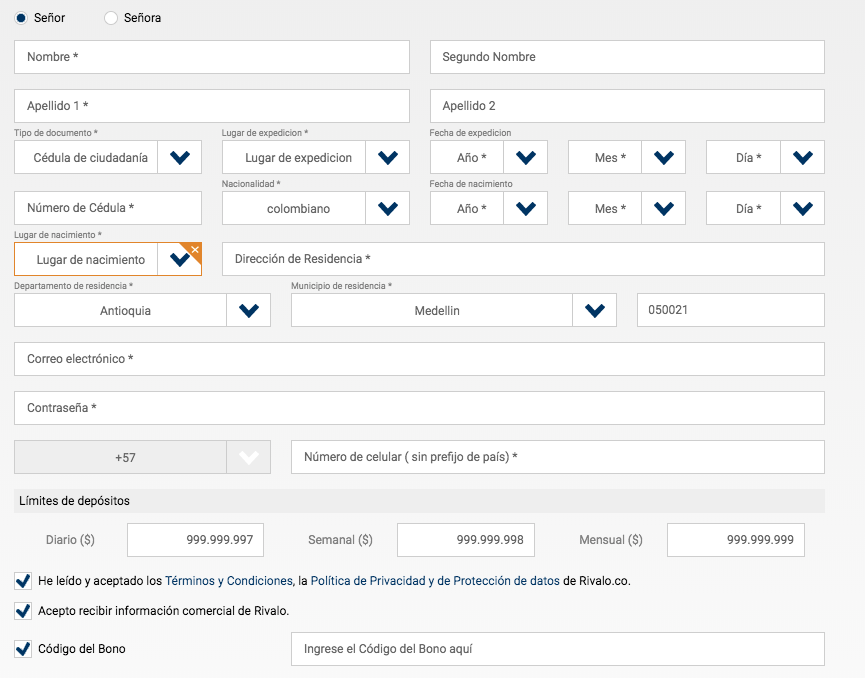 Señor Señora
Nombre * Segundo Nombre
Apellido 1 * Apellido 2
Tipo de documento * Lugar de expedicion * Fecha de expedicion
Cédula de ciudadanía Lugar de expedicion Año * Mes * Día *
Nacionalidad * Fecha de nacimiento
Número de Cédula * colombiano Año * Mes * Día *
Lugar de nacimiento *
Lugar de nacimiento Dirección de Residencia *
Departamento de residencia * Municipio de residencia *
Antioquia Medellin 050021
Correo electrónico *
Contraseña *
+57 Número de celular ( sin prefijo de país) *
Límites de depósitos
Diario ($) 999.999.997 Semanal ($) 999.999.998 Mensual ($) 999.999.999
He leído y aceptado los Términos y Condiciones, la Política de Privacidad y de Protección de datos de Rivalo.co.
Acepto recibir información comercial de Rivalo.
Código del Bono Ingrese el Código del Bono aquí